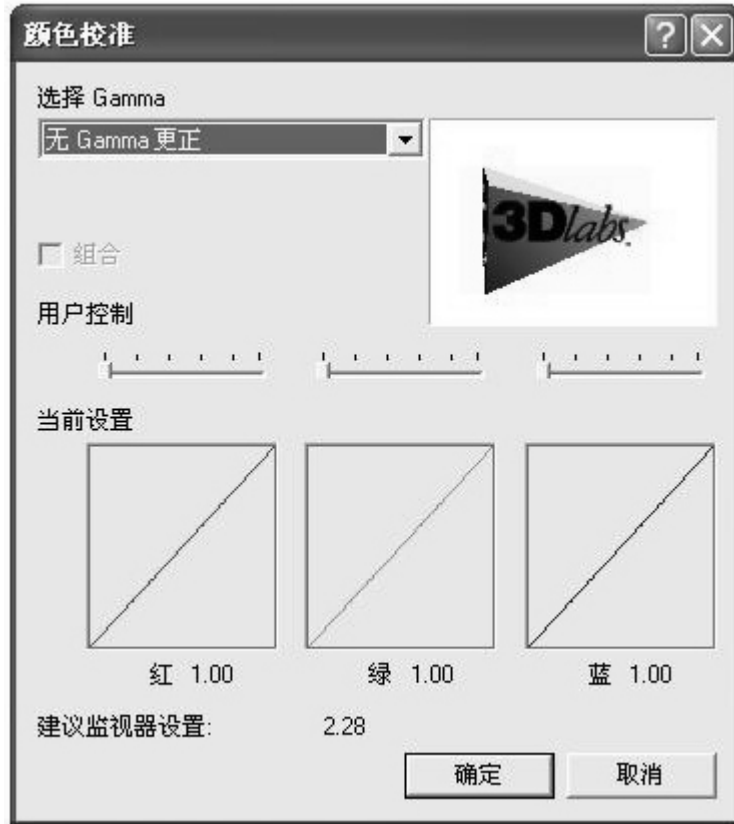 颜色校准
选择 Gamma
无 Gamma 更正
3Dlabs
组合
用户控制
当前设置
红 1.00 绿 1.00 蓝 1.00
建议监视器设置: 2.28
确定 取消